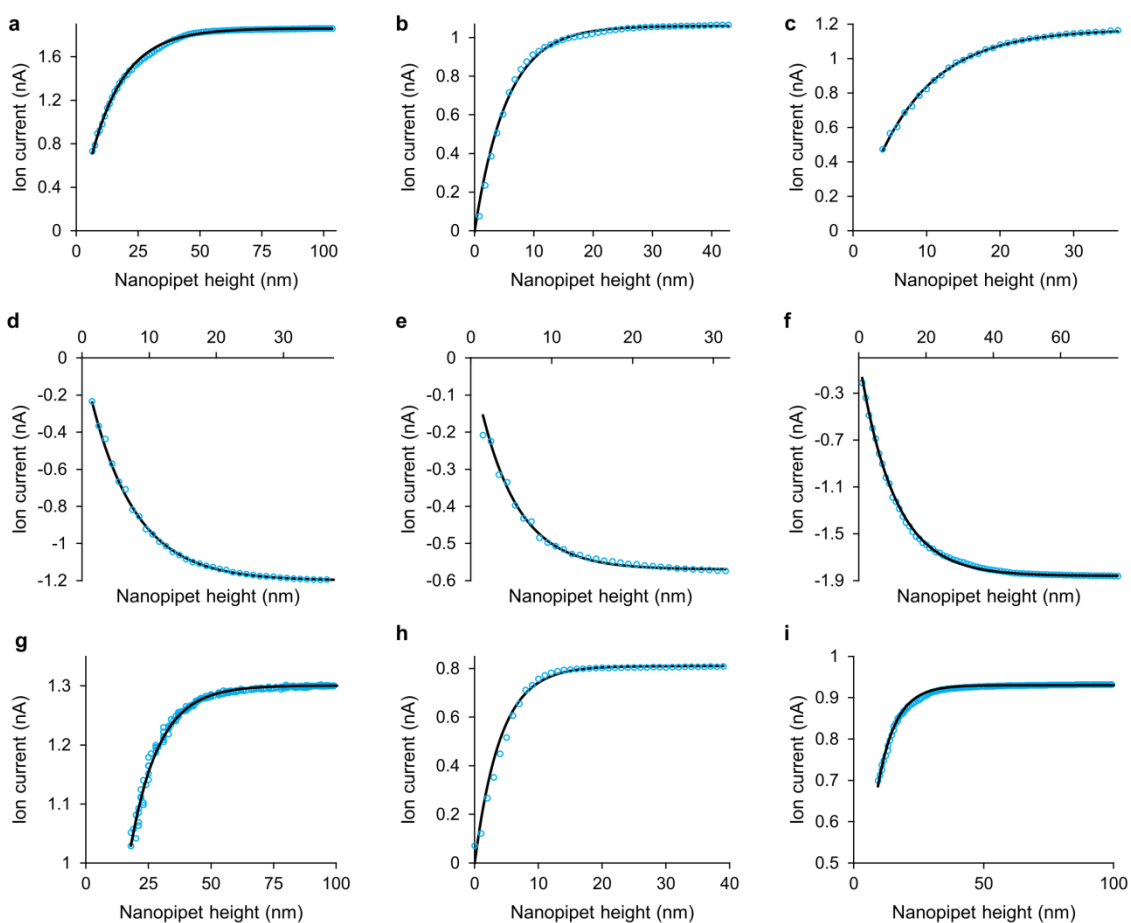 a
Ion current (nA)
1.6
1.2
0.8
0.4
0
0 25 50 75 100
Nanopipet height (nm)
b
Ion current (nA)
1
0.8
0.6
0.4
0.2
0
0 10 20 30 40
Nanopipet height (nm)
c
Ion current (nA)
1.2
1
0.8
0.6
0.4
0.2
0
0 10 20 30
Nanopipet height (nm)
d
0 10 20 30
Ion current (nA)
0
-0.2
-0.4
-0.6
-0.8
-1
-1.2
Nanopipet height (nm)
e
0 10 20 30
Ion current (nA)
0
-0.1
-0.2
-0.3
-0.4
-0.5
-0.6
Nanopipet height (nm)
f
0 20 40 60
Ion current (nA)
-0.3
-0.7
-1.1
-1.5
-1.9
Nanopipet height (nm)
g
Ion current (nA)
1.3
1.2
1.1
1
0 25 50 75 100
Nanopipet height (nm)
h
Ion current (nA)
0.8
0.6
0.4
0.2
0
0 10 20 30 40
Nanopipet height (nm)
i
Ion current (nA)
1
0.9
0.8
0.7
0.6
0.5
0 50 100
Nanopipet height (nm)